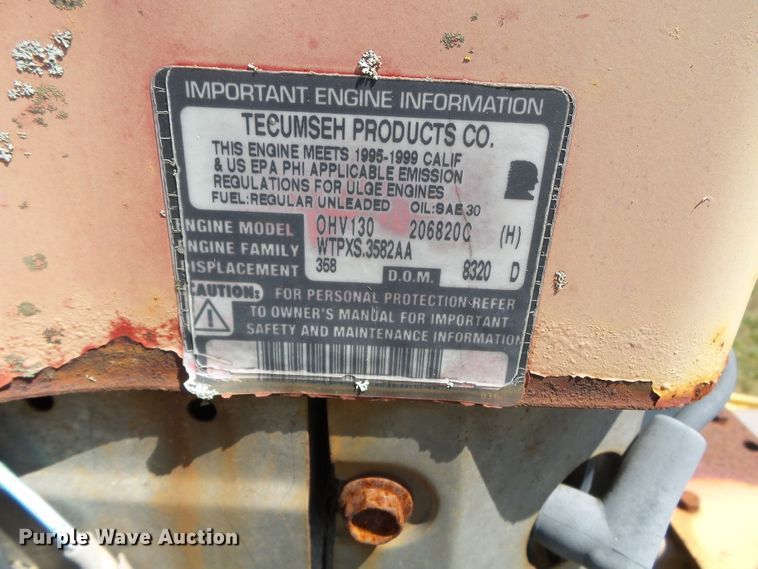 IMPORTANT ENGINE INFORMATION
TECUMSEH PRODUCTS CO.
THIS ENGINE MEETS 1995-1999 CALIF
& US EPA PHI APPLICABLE EMISSION
REGULATIONS FOR ULGE ENGINES
FUEL:REGULAR UNLEADED OIL:SAE 30
ENGINE MODEL OHV130 206820C (H)
ENGINE FAMILY WTPXS.3582AA
DISPLACEMENT 358 D.O.M. 8320 D
CAUTION: FOR PERSONAL PROTECTION REFER
TO OWNER'S MANUAL FOR IMPORTANT
SAFETY AND MAINTENANCE INFORMATION
Purple Wave Auction